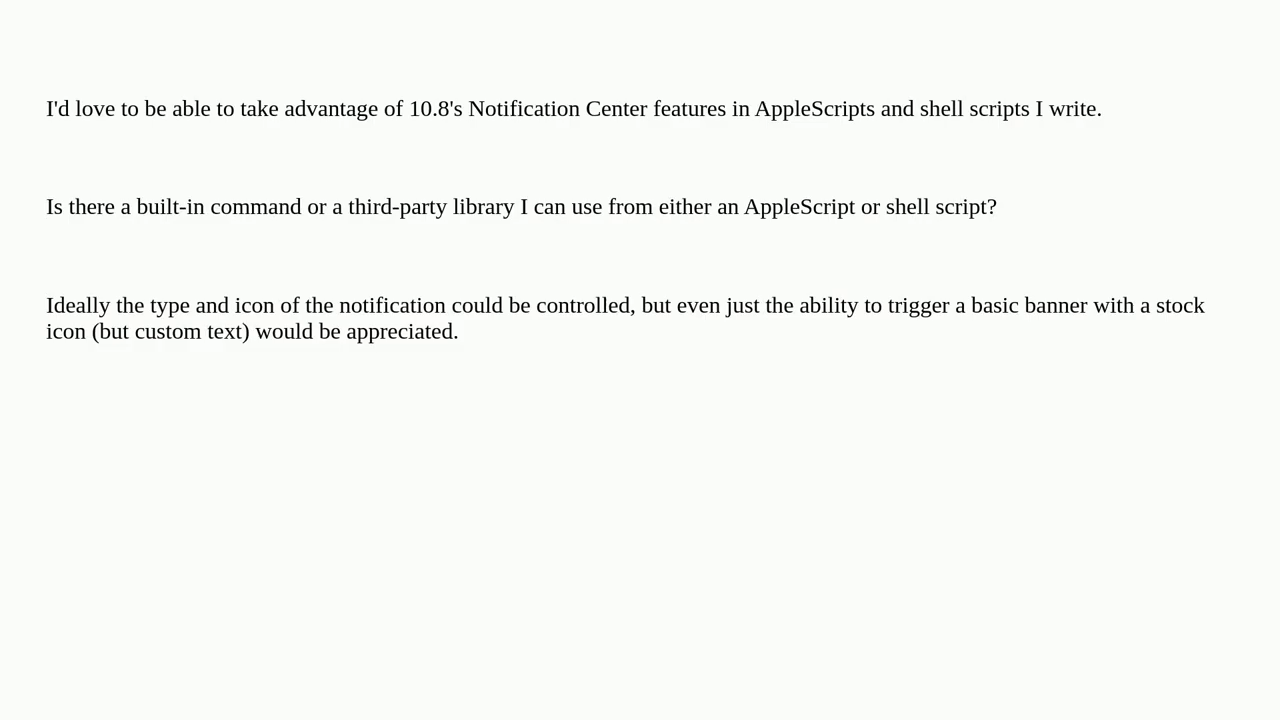 I'd love to be able to take advantage of 10.8's Notification Center features in AppleScripts and shell scripts I write.
Is there a built-in command or a third-party library I can use from either an AppleScript or shell script?
Ideally the type and icon of the notification could be controlled, but even just the ability to trigger a basic banner with a stock
icon (but custom text) would be appreciated.